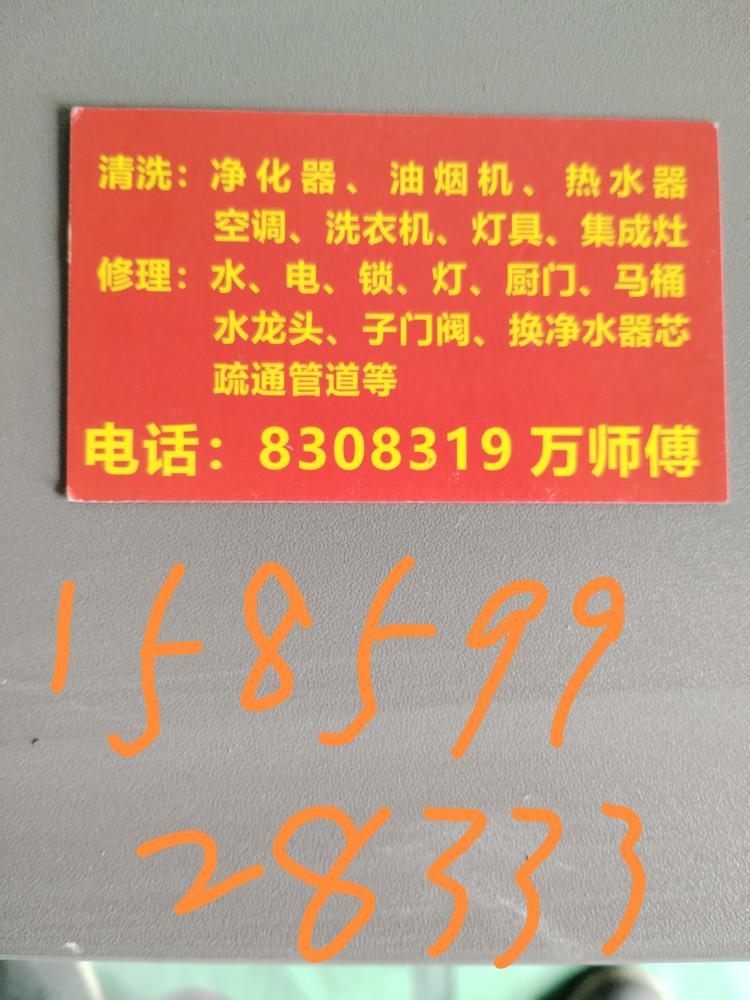 清洗：净化器、油烟机、热水器
空调、洗衣机、灯具、集成灶
修理：水、电、锁、灯、厨门、马桶
水龙头、子门阀、换净水器芯
疏通管道等
电话：8308319 万师傅
158599
28333